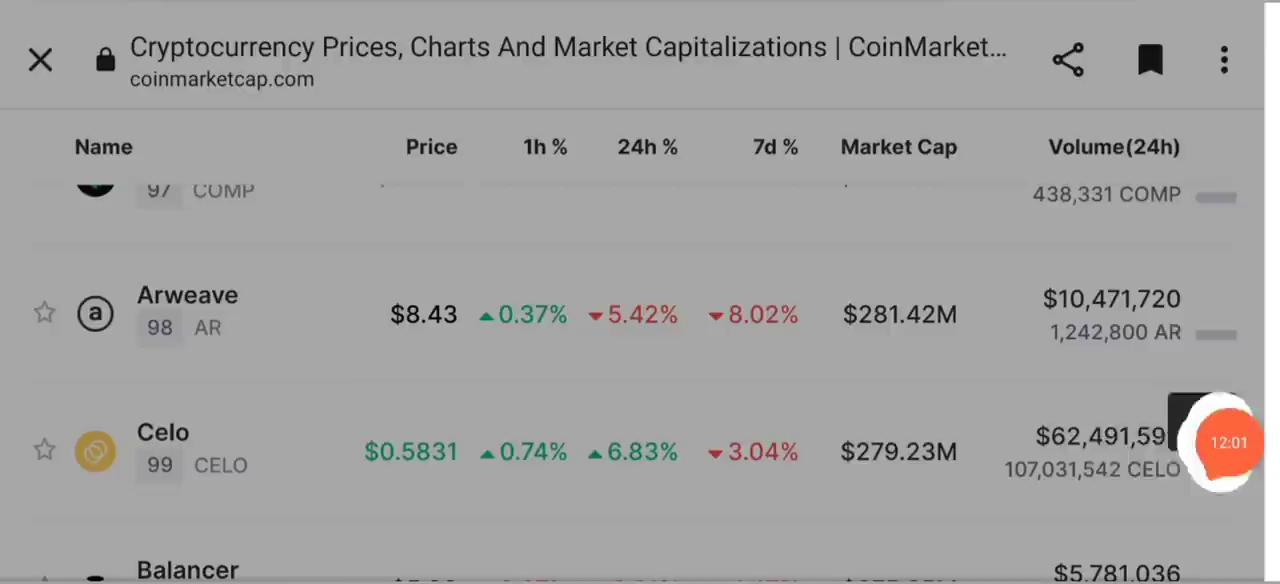 Cryptocurrency Prices, Charts And Market Capitalizations | CoinMarket...
coinmarketcap.com
Name Price 1h % 24h % 7d % Market Cap Volume(24h)
97 COMP 438,331 COMP
Arweave
98 AR
$8.43 0.37% 5.42% 8.02% $281.42M
$10,471,720
1,242,800 AR
Celo
99 CELO
$0.5831 0.74% 6.83% 3.04% $279.23M
$62,491,59
107,031,542 CELO
12:01
Balancer
$5,781,036